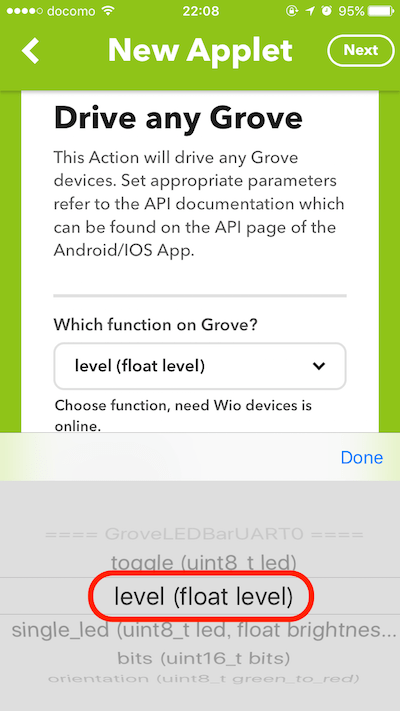 docomo 22:08 95%
New Applet
Next
Drive any Grove
This Action will drive any Grove
devices. Set appropriate parameters
refer to the API documentation which
can be found on the API page of the
Android/IOS App.
Which function on Grove?
level (float level)
Choose function, need Wio devices is
online.
Done
==== GroveLEDBarUART0 ====
toggle (uint8_t led)
level (float level)
single_led (uint8_t led, float brightnes...
bits (uint16_t bits)
orientation (uint8_t green_to_red)